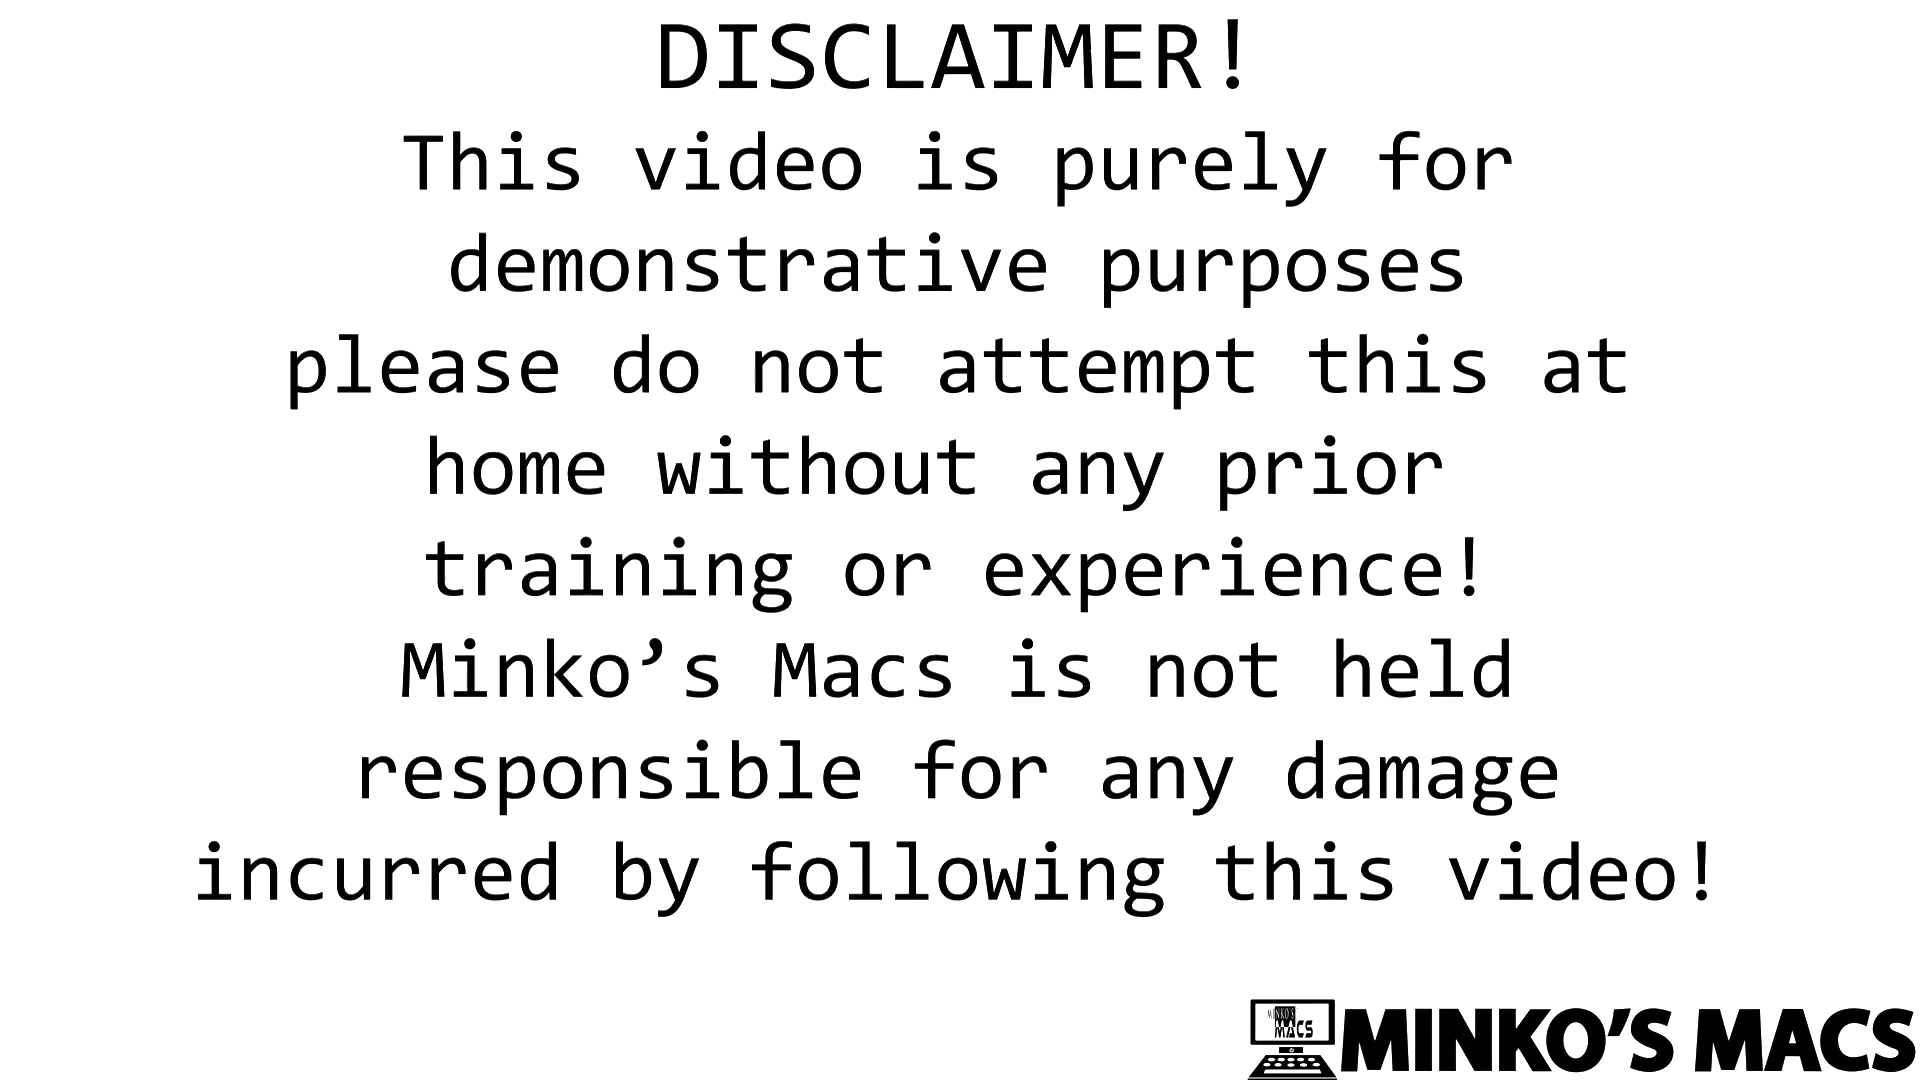 DISCLAIMER!
This video is purely for
demonstrative purposes
please do not attempt this at
home without any prior
training or experience!
Minko’s Macs is not held
responsible for any damage
incurred by following this video!
MACS
MINKO’S MACS